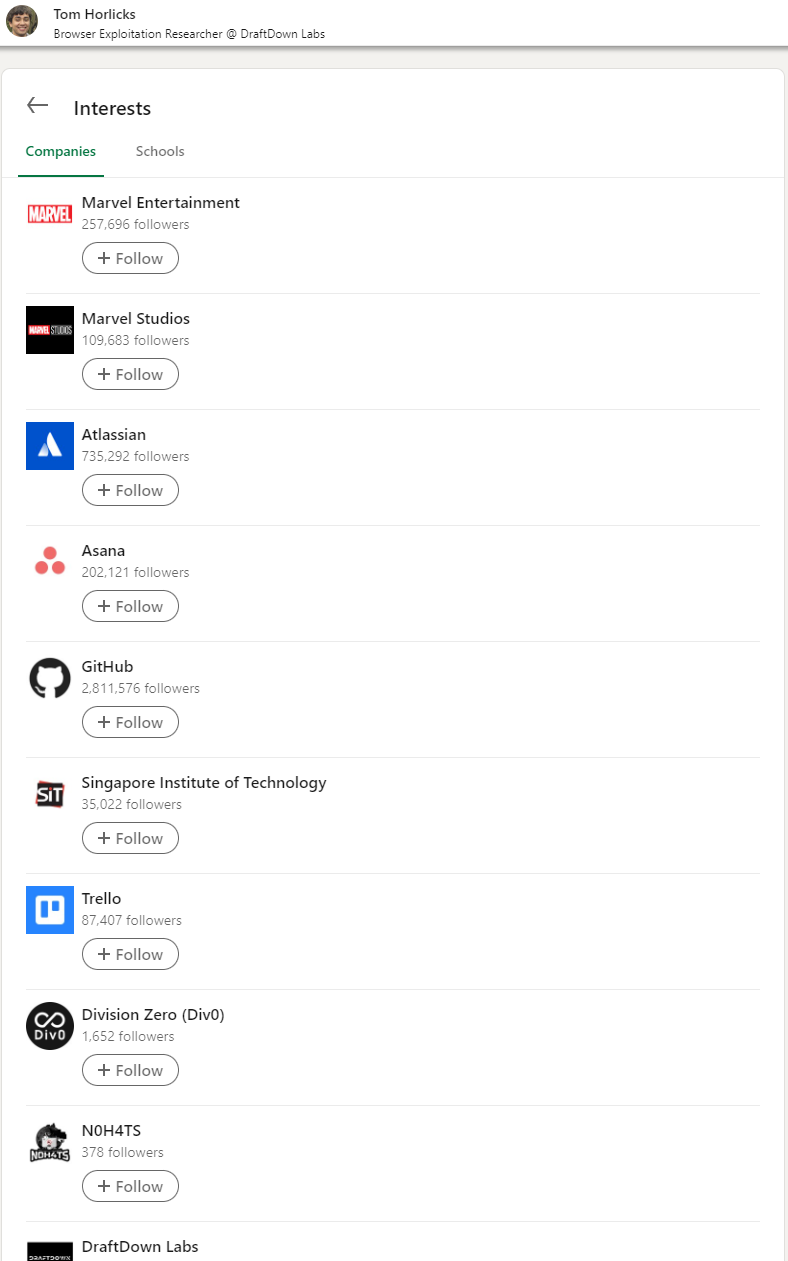 Tom Horlicks
Browser Exploitation Researcher @ DraftDown Labs
Interests
Companies
Schools
MARVEL
Marvel Entertainment
257,696 followers
+ Follow
MARVEL STUDIOS
Marvel Studios
109,683 followers
+ Follow
Atlassian
735,292 followers
+ Follow
Asana
202,121 followers
+ Follow
GitHub
2,811,576 followers
+ Follow
SiT
Singapore Institute of Technology
35,022 followers
+ Follow
Trello
87,407 followers
+ Follow
Div0
Division Zero (Div0)
1,652 followers
+ Follow
N0H4TS
N0H4TS
378 followers
+ Follow
DraftDown Labs